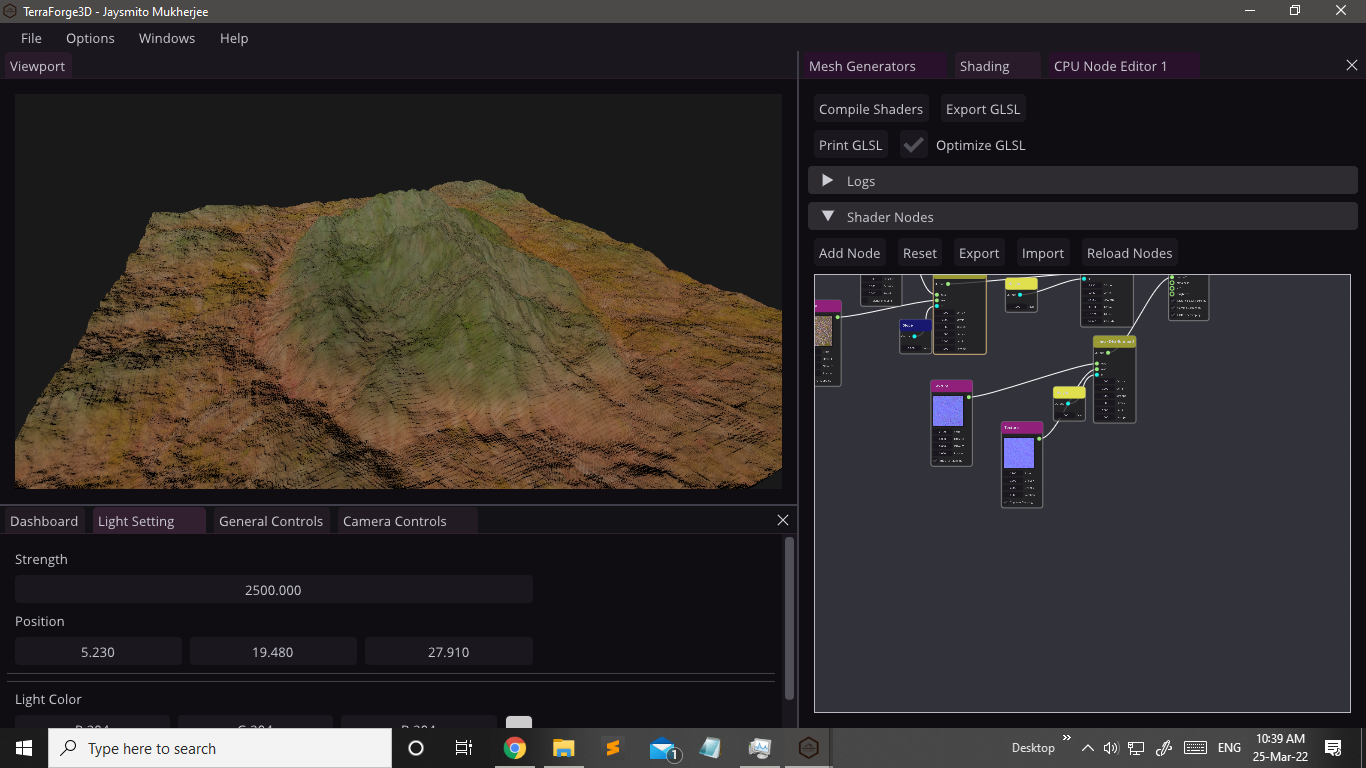 TerraForge3D - Jaysmito Mukherjee
File Options Windows Help
Viewport
Mesh Generators Shading CPU Node Editor 1
Compile Shaders Export GLSL
Print GLSL Optimize GLSL
Logs
Shader Nodes
Add Node Reset Export Import Reload Nodes
Texture
Dashboard Light Setting General Controls Camera Controls
Strength
2500.000
Position
5.230 19.480 27.910
Light Color
Type here to search
1
Desktop
ENG
10:39 AM
25-Mar-22